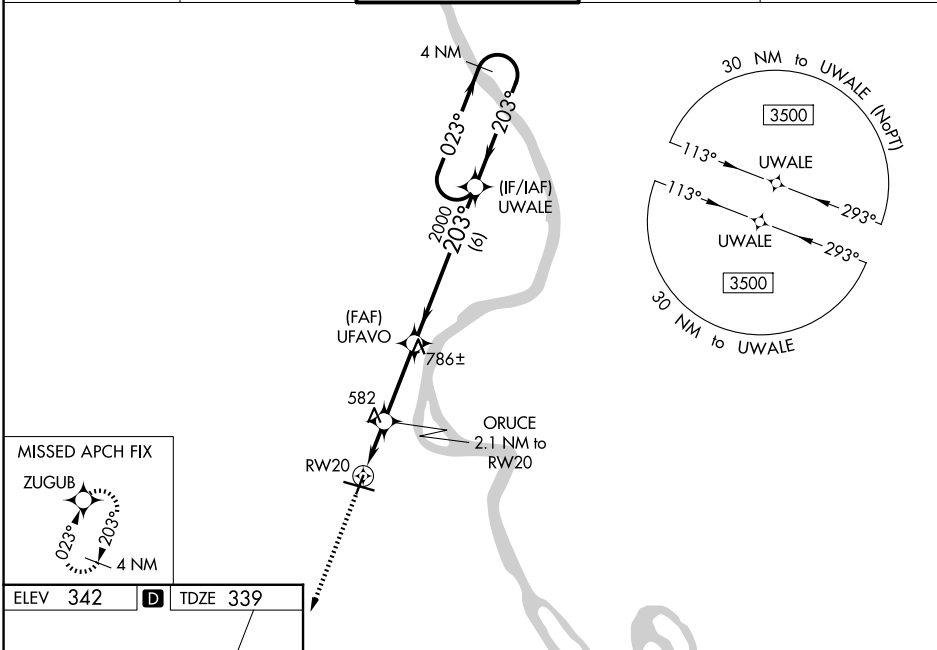 4 NM
023°
203°
(IF/IAF)
UWALE
2000
203°
(6)
(FAF)
UFAVO
786±
582
ORUCE
2.1 NM to
RW20
RW20
30 NM to UWALE (NoPT)
3500
113°
UWALE
293°
113°
UWALE
293°
3500
30 NM to UWALE
MISSED APCH FIX
ZUGUB
023°
203°
4 NM
ELEV 342 D TDZE 339